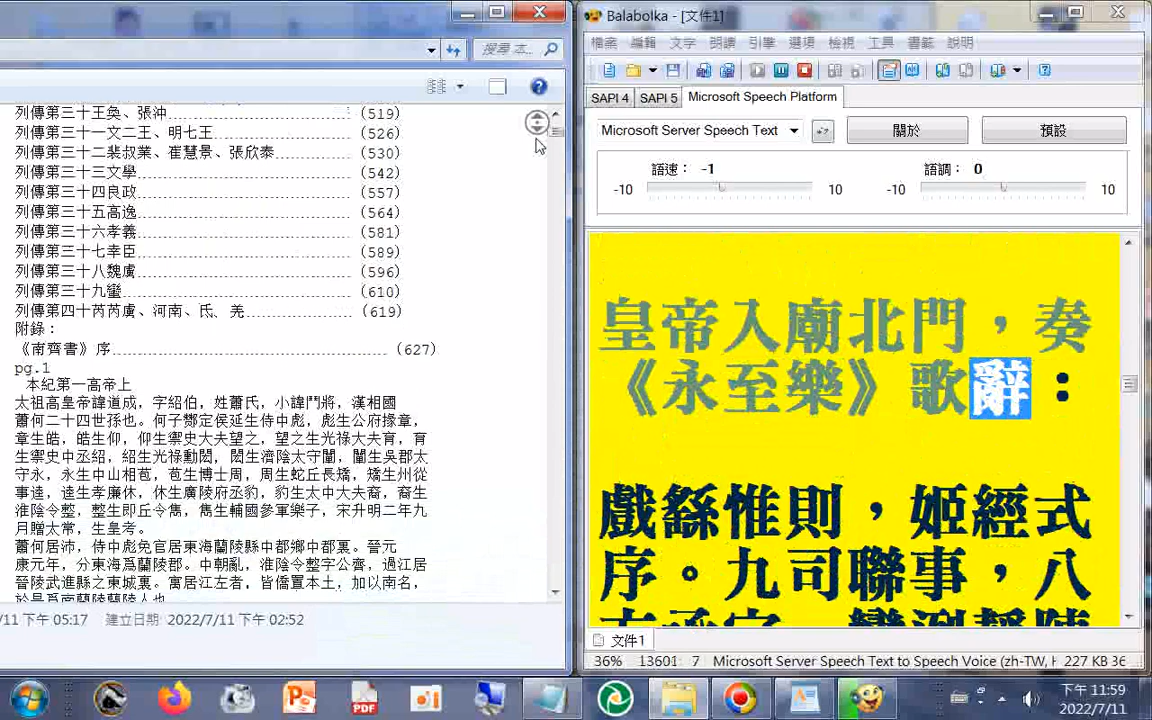 搜尋 本...
列傳第三十王奐、張沖 (519)
列傳第三十一文二王、明七王 (526)
列傳第三十二裴叔業、崔慧景、張欣泰 (530)
列傳第三十三文學 (542)
列傳第三十四良政 (557)
列傳第三十五高逸 (564)
列傳第三十六孝義 (581)
列傳第三十七幸臣 (589)
列傳第三十八魏虜 (596)
列傳第三十九蠻 (610)
列傳第四十芮芮虜、河南、氐、羌 (619)
附錄：
《南齊書》序 (627)
pg.1
本紀第一高帝上
太祖高皇帝諱道成，字紹伯，姓蕭氏，小諱鬥將，漢相國
蕭何二十四世孫也。何子酇定侯延生侍中彪，彪生公府掾章，
章生皓，皓生仰，仰生禦史大夫望之，望之生光祿大夫育，育
生禦史中丞紹，紹生光祿勳閎，閎生濟陰太守闡，闡生吳郡太
守永，永生中山相苞，苞生博士周，周生蛇丘長矯，矯生州從
事逵，逵生孝廉休，休生廣陵府丞豹，豹生太中大夫裔，裔生
淮陰令整，整生即丘令雋，雋生輔國參軍樂子，宋升明二年九
月贈太常，生皇考。
蕭何居沛，侍中彪免官居東海蘭陵縣中都鄉中都裏。晉元
康元年，分東海爲蘭陵郡。中朝亂，淮陰令整字公齊，過江居
晉陵武進縣之東城裏。寓居江左者，皆僑置本土，加以南名，
於是爲南蘭陵蘭陵人也
/11 下午 05:17 建立日期: 2022/7/11 下午 02:52
Balabolka - [文件1]
檔案 編輯 文字 朗讀 引擎 選項 檢視 工具 書籤 說明
SAPI 4 SAPI 5 Microsoft Speech Platform
Microsoft Server Speech Text 關於 預設
語速： -1 語調： 0
-10 10 -10 10
皇帝入廟北門，奏
《永至樂》歌辭：
戲繇惟則，姬經式
序。九司聯事，八
文件1
36% 13601: 7 Microsoft Server Speech Text to Speech Voice (zh-TW, H 227 KB 36
下午 11:59
2022/7/11